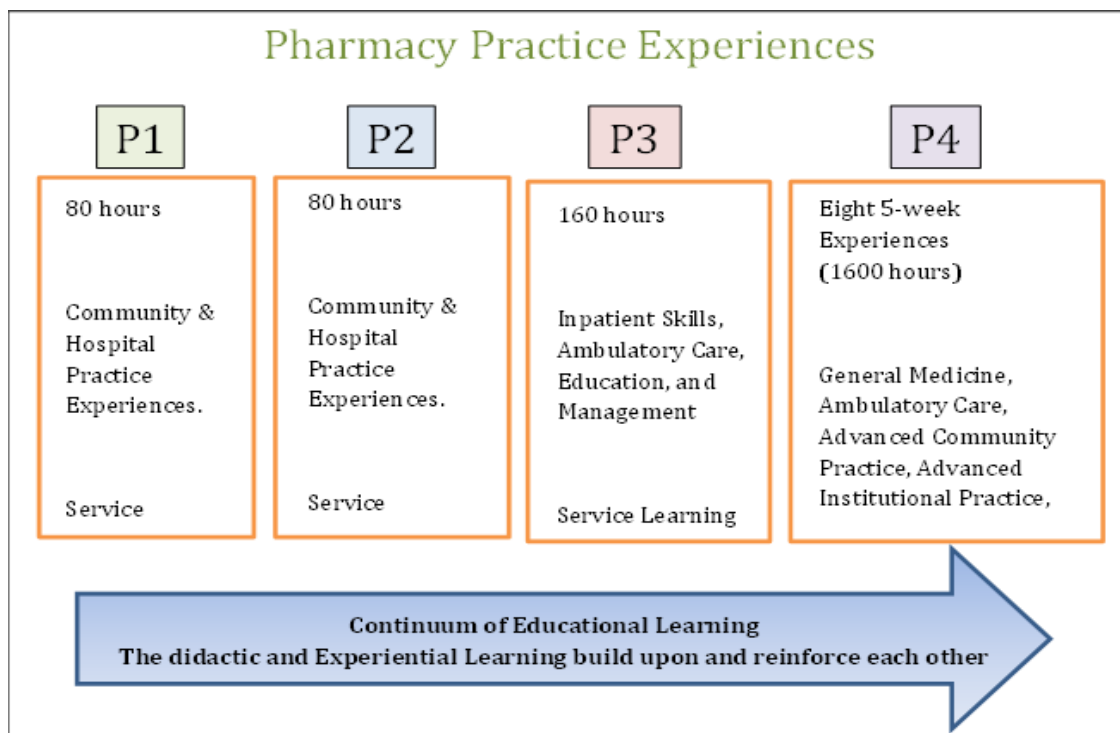 Pharmacy Practice Experiences
P1
80 hours
Community &
Hospital
Practice
Experiences.
Service
P2
80 hours
Community &
Hospital
Practice
Experiences.
Service
P3
160 hours
Inpatient Skills,
Ambulatory Care,
Education, and
Management
Service Learning
P4
Eight 5-week
Experiences
(1600 hours)
General Medicine,
Ambulatory Care,
Advanced Community
Practice, Advanced
Institutional Practice,
Continuum of Educational Learning
The didactic and Experiential Learning build upon and reinforce each other